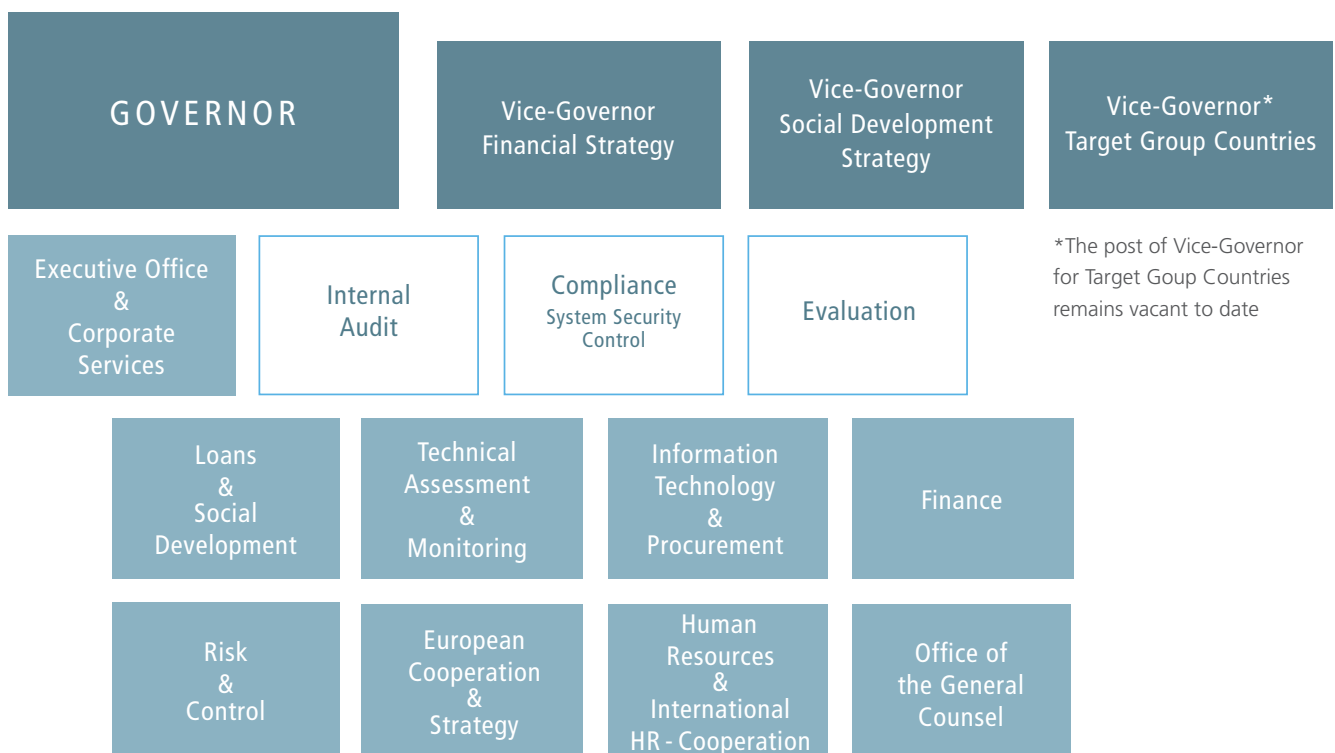 GOVERNOR
Vice-Governor
Financial Strategy
Vice-Governor
Social Development
Strategy
Vice-Governor*
Target Group Countries
Executive Office
&
Corporate
Services
Internal
Audit
Compliance
System Security
Control
Evaluation
*The post of Vice-Governor
for Target Goup Countries
remains vacant to date
Loans
&
Social
Development
Technical
Assessment
&
Monitoring
Information
Technology
&
Procurement
Finance
Risk
&
Control
European
Cooperation
&
Strategy
Human
Resources
&
International
HR - Cooperation
Office of
the General
Counsel